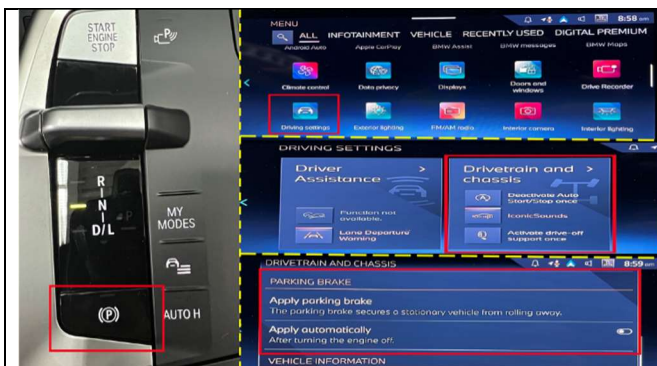 START
ENGINE
STOP
P
R
N
D/L
MY
MODES
(P)
AUTO H
MENU
8:58 am
ALL INFOTAINMENT VEHICLE RECENTLY USED DIGITAL PREMIUM
Android Auto Apple CarPlay BMW Assist BMW messages BMW Maps
Climate control Data privacy Displays Doors and windows Drive Recorder
Driving settings Exterior lighting FM/AM radio Interior camera Interior lighting
DRIVING SETTINGS
Driver
Assistance >
Function not
available.
Lane Departure
Warning
Drivetrain and
chassis >
Deactivate Auto
Start/Stop once
IconicSounds
Activate drive-off
support once
DRIVETRAIN AND CHASSIS
8:59 am
PARKING BRAKE
Apply parking brake
The parking brake secures a stationary vehicle from rolling away.
Apply automatically
After turning the engine off.
VEHICLE INFORMATION